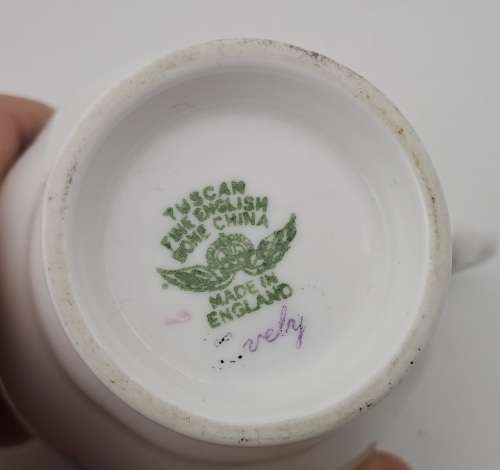 TUSCAN
FINE ENGLISH
BONE CHINA
MADE IN
ENGLAND